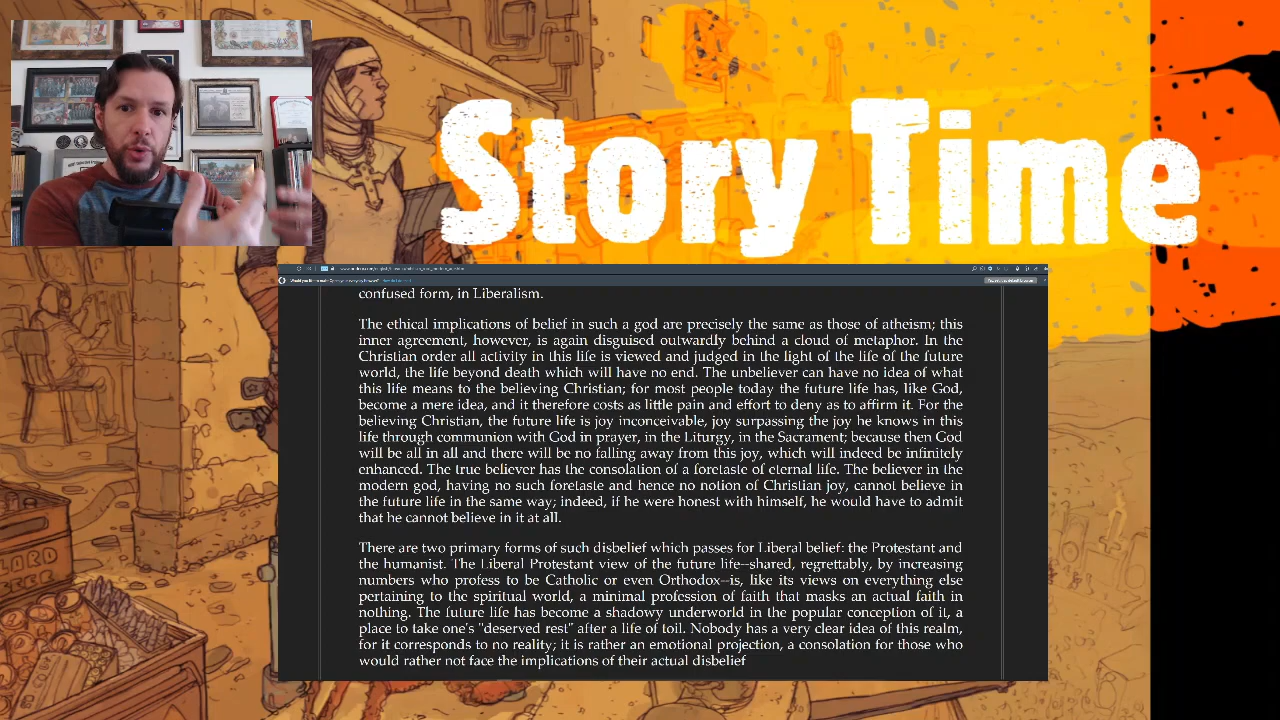 Story Time
confused form, in Liberalism.
The ethical implications of belief in such a god are precisely the same as those of atheism; this
inner agreement, however, is again disguised outwardly behind a cloud of metaphor. In the
Christian order all activity in this life is viewed and judged in the light of the life of the future
world, the life beyond death which will have no end. The unbeliever can have no idea of what
this life means to the believing Christian; for most people today the future life has, like God,
become a mere idea, and it therefore costs as little pain and effort to deny as to affirm it. For the
believing Christian, the future life is joy inconceivable, joy surpassing the joy he knows in this
life through communion with God in prayer, in the Liturgy, in the Sacrament; because then God
will be all in all and there will be no falling away from this joy, which will indeed be infinitely
enhanced. The true believer has the consolation of a foretaste of eternal life. The believer in the
modern god, having no such foretaste and hence no notion of Christian joy, cannot believe in
the future life in the same way; indeed, if he were honest with himself, he would have to admit
that he cannot believe in it at all.
There are two primary forms of such disbelief which passes for Liberal belief: the Protestant and
the humanist. The Liberal Protestant view of the future life--shared, regrettably, by increasing
numbers who profess to be Catholic or even Orthodox--is, like its views on everything else
pertaining to the spiritual world, a minimal profession of faith that masks an actual faith in
nothing. The future life has become a shadowy underworld in the popular conception of it, a
place to take one's "deserved rest" after a life of toil. Nobody has a very clear idea of this realm,
for it corresponds to no reality; it is rather an emotional projection, a consolation for those who
would rather not face the implications of their actual disbelief